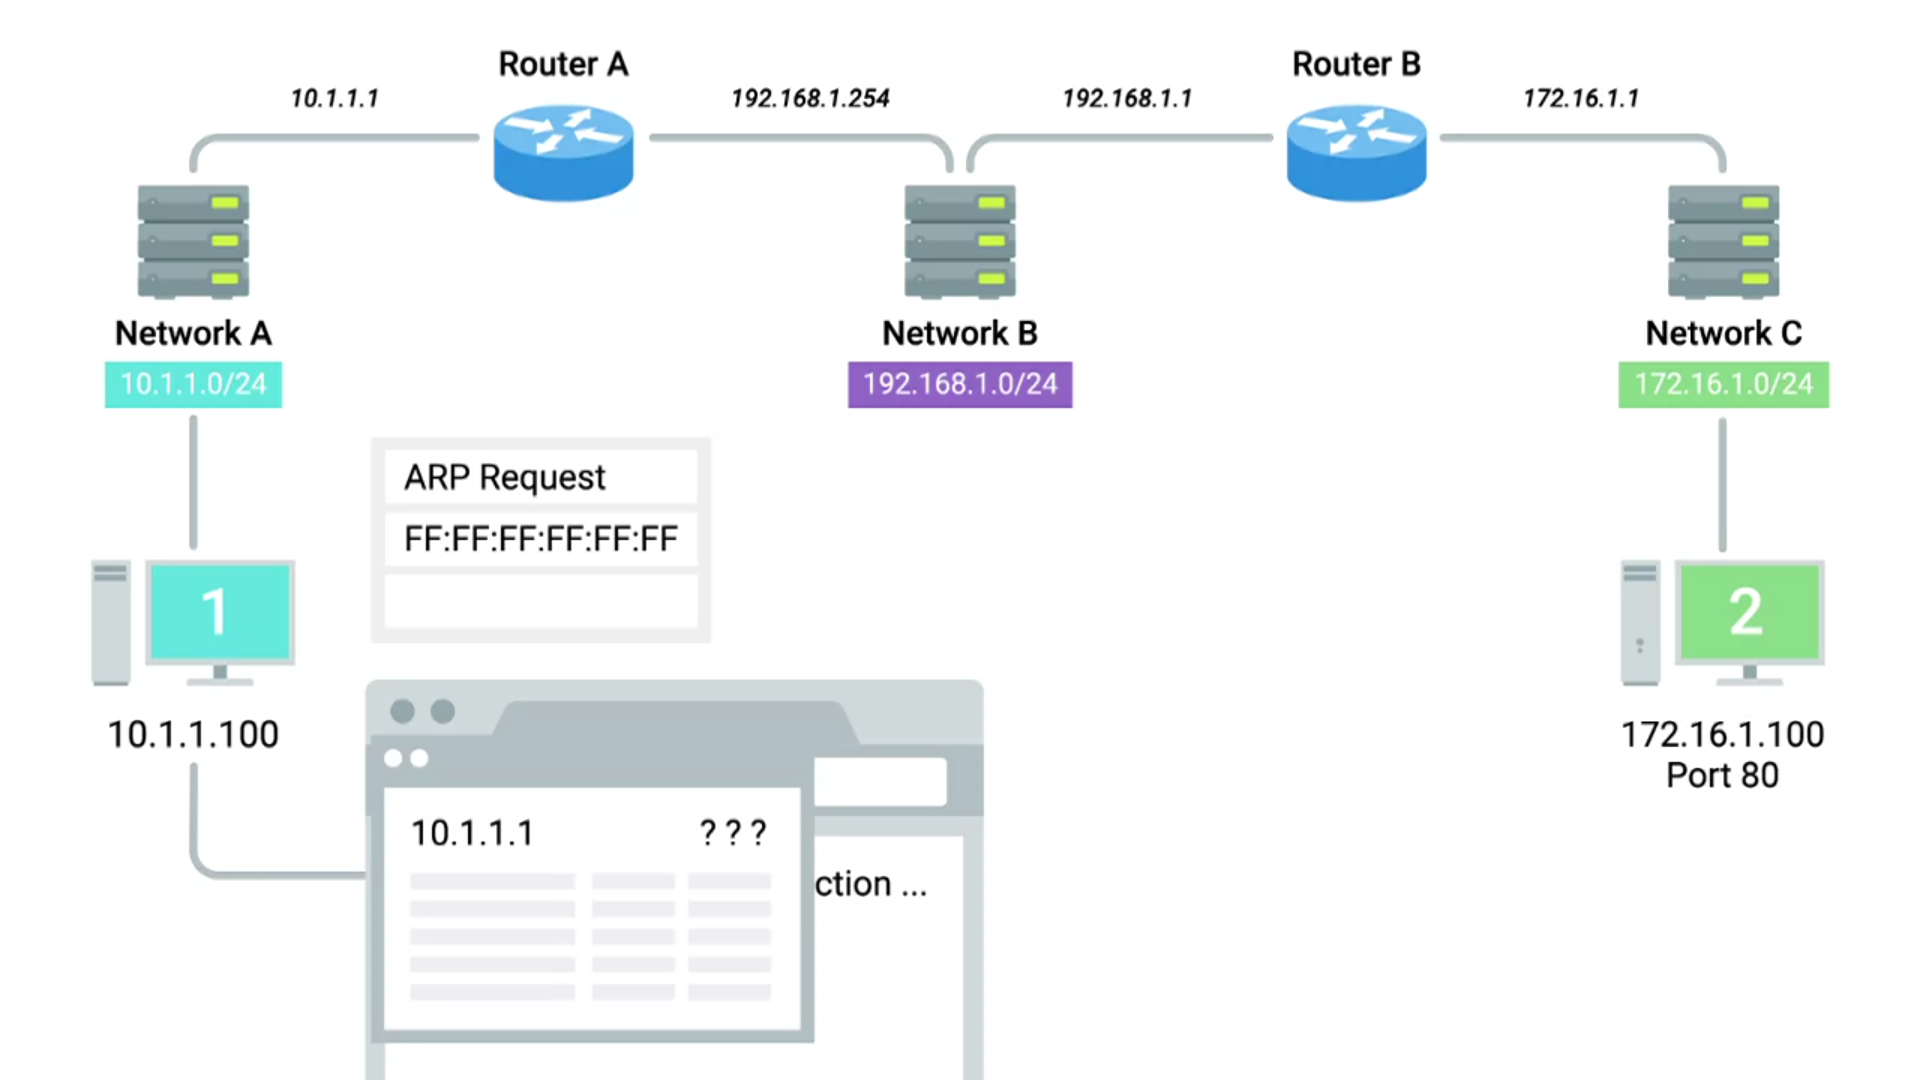 Router A
Router B
10.1.1.1
192.168.1.254
192.168.1.1
172.16.1.1
Network A
Network B
Network C
10.1.1.0/24
192.168.1.0/24
172.16.1.0/24
ARP Request
FF:FF:FF:FF:FF:FF
1
2
10.1.1.100
172.16.1.100
Port 80
10.1.1.1 ? ? ?
ction ...